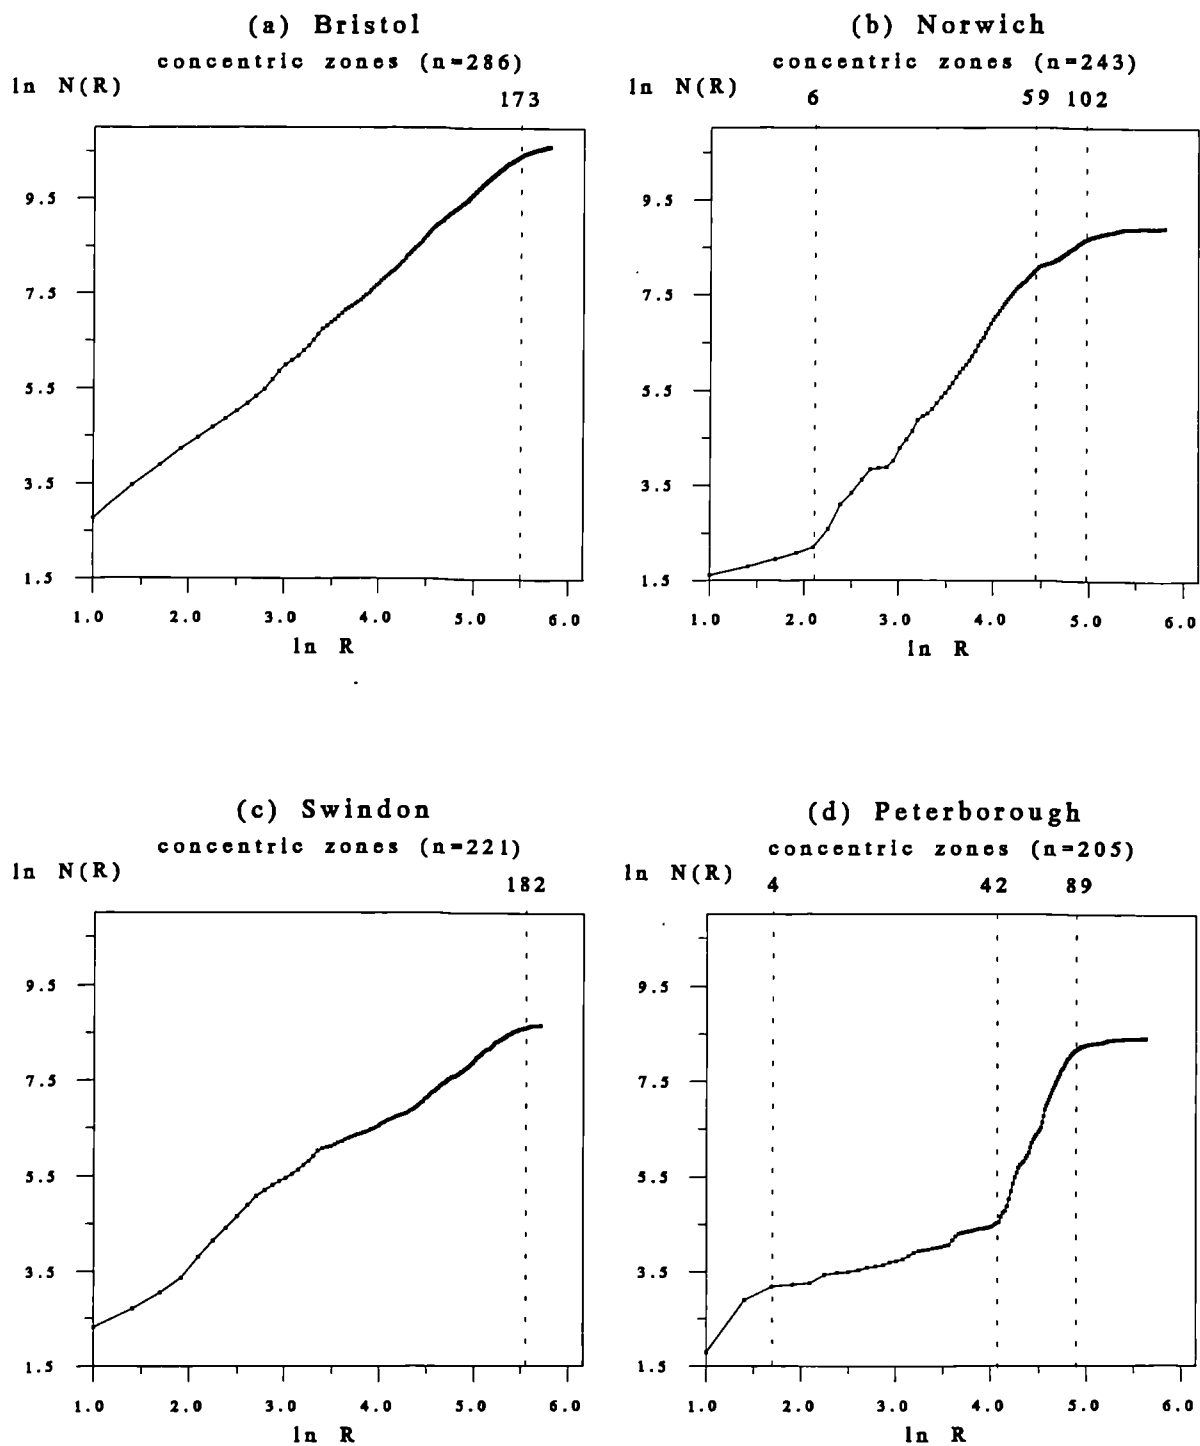 (a) Bristol
concentric zones (n=286)
ln N(R)
173
9.5
7.5
5.5
3.5
1.5
1.0 2.0 3.0 4.0 5.0 6.0
ln R
(b) Norwich
concentric zones (n=243)
ln N(R)
6 59 102
9.5
7.5
5.5
3.5
1.5
1.0 2.0 3.0 4.0 5.0 6.0
ln R
(c) Swindon
concentric zones (n=221)
ln N(R)
182
9.5
7.5
5.5
3.5
1.5
1.0 2.0 3.0 4.0 5.0 6.0
ln R
(d) Peterborough
concentric zones (n=205)
ln N(R)
4 42 89
9.5
7.5
5.5
3.5
1.5
1.0 2.0 3.0 4.0 5.0 6.0
ln R